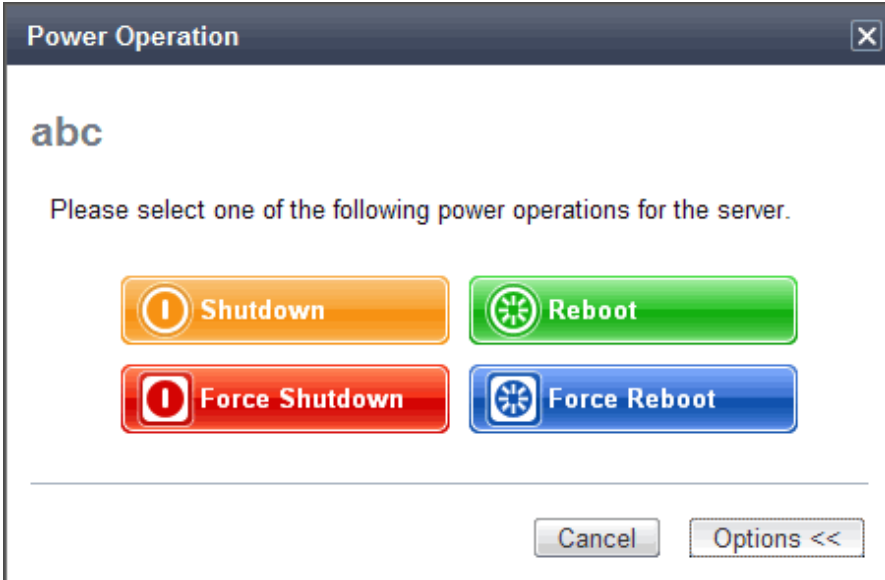 Power Operation
abc
Please select one of the following power operations for the server.
Shutdown Reboot
Force Shutdown Force Reboot
Cancel Options <<